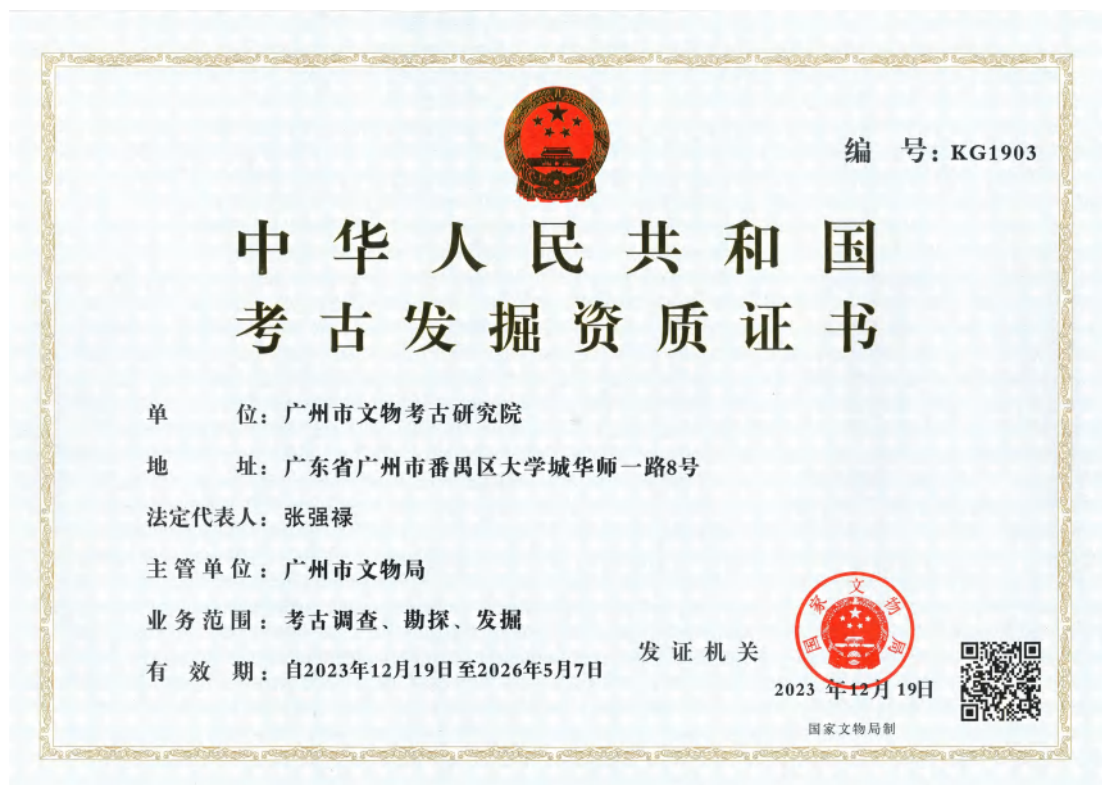 编 号: KG1903
中华人民共和国
考古发掘资质证书
单 位: 广州市文物考古研究院
地 址: 广东省广州市番禺区大学城华师一路8号
法定代表人: 张强禄
主管单位: 广州市文物局
业务范围: 考古调查、勘探、发掘
有 效 期: 自2023年12月19日至2026年5月7日
发证机关
国家文物局
2023 年12月 19日
国家文物局制